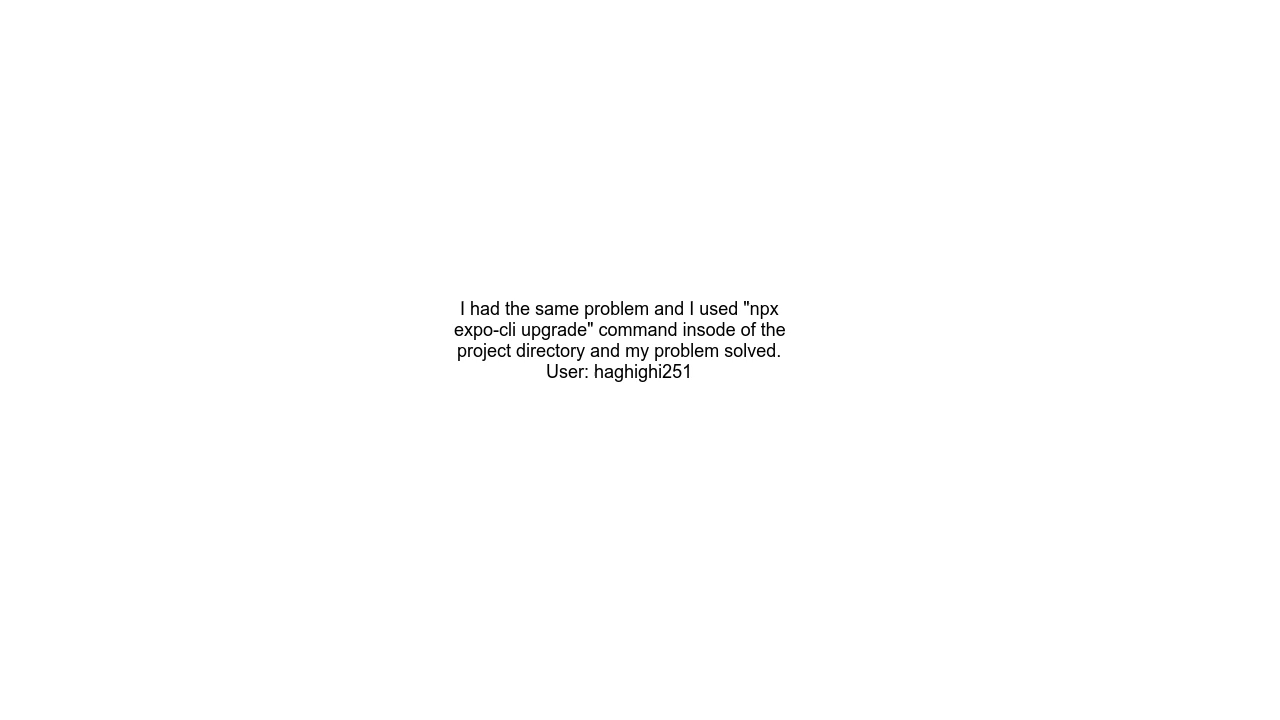 I had the same problem and I used "npx
expo-cli upgrade" command insode of the
project directory and my problem solved.
User: haghighi251